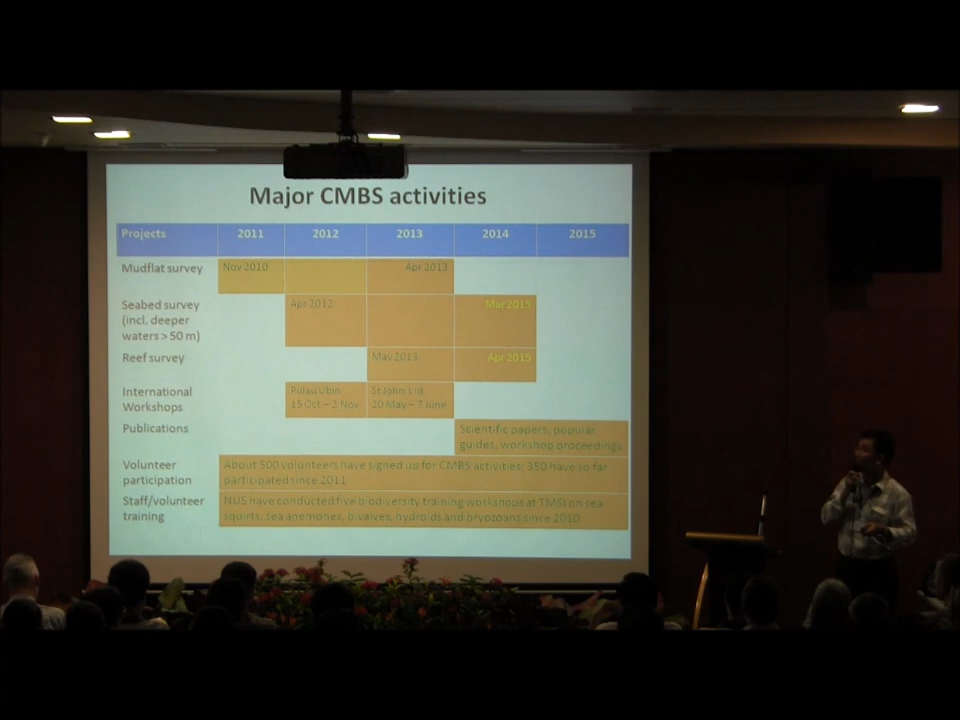 Major CMBS activities
Projects 2011 2012 2013 2014 2015
Mudflat survey Nov 2010 Apr 2013
Seabed survey Apr 2012 Mar 2015
(incl. deeper
waters > 50 m)
Reef survey May 2013 Apr 2015
International Pulau Ubin St John's Id
Workshops 15 Oct – 2 Nov 20 May – 7 June
Publications Scientific papers, popular
guides, workshop proceedings
Volunteer About 500 volunteers have signed up for CMBS activities; 350 have so far
participation participated since 2011
Staff/volunteer NUS have conducted five biodiversity training workshops at TMSI on sea
training squirts, sea anemones, bivalves, hydroids and bryozoans since 2010